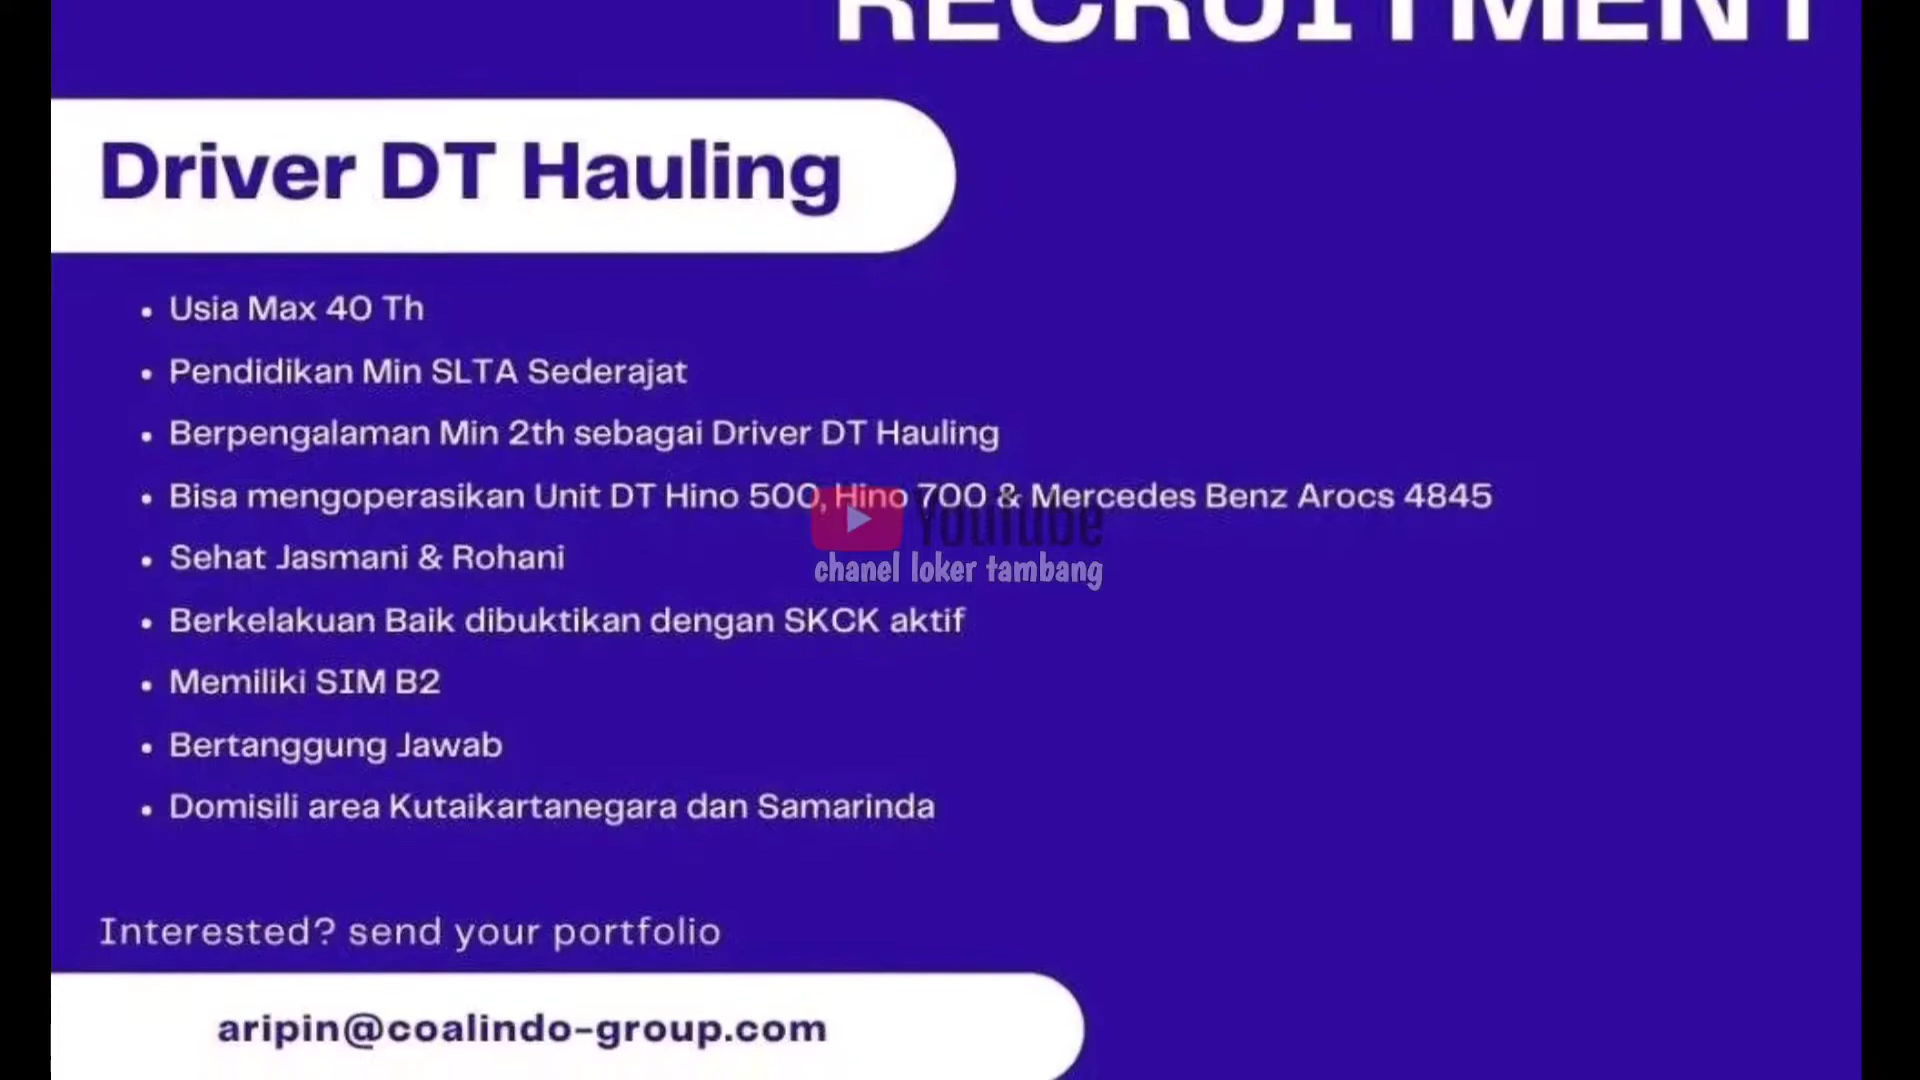 RECRUITMENT
Driver DT Hauling
• Usia Max 40 Th
• Pendidikan Min SLTA Sederajat
• Berpengalaman Min 2th sebagai Driver DT Hauling
• Bisa mengoperasikan Unit DT Hino 500, Hino 700 & Mercedes Benz Arocs 4845
YouTube
chanel loker tambang
• Sehat Jasmani & Rohani
• Berkelakuan Baik dibuktikan dengan SKCK aktif
• Memiliki SIM B2
• Bertanggung Jawab
• Domisili area Kutaikartanegara dan Samarinda
Interested? send your portfolio
aripin@coalindo-group.com